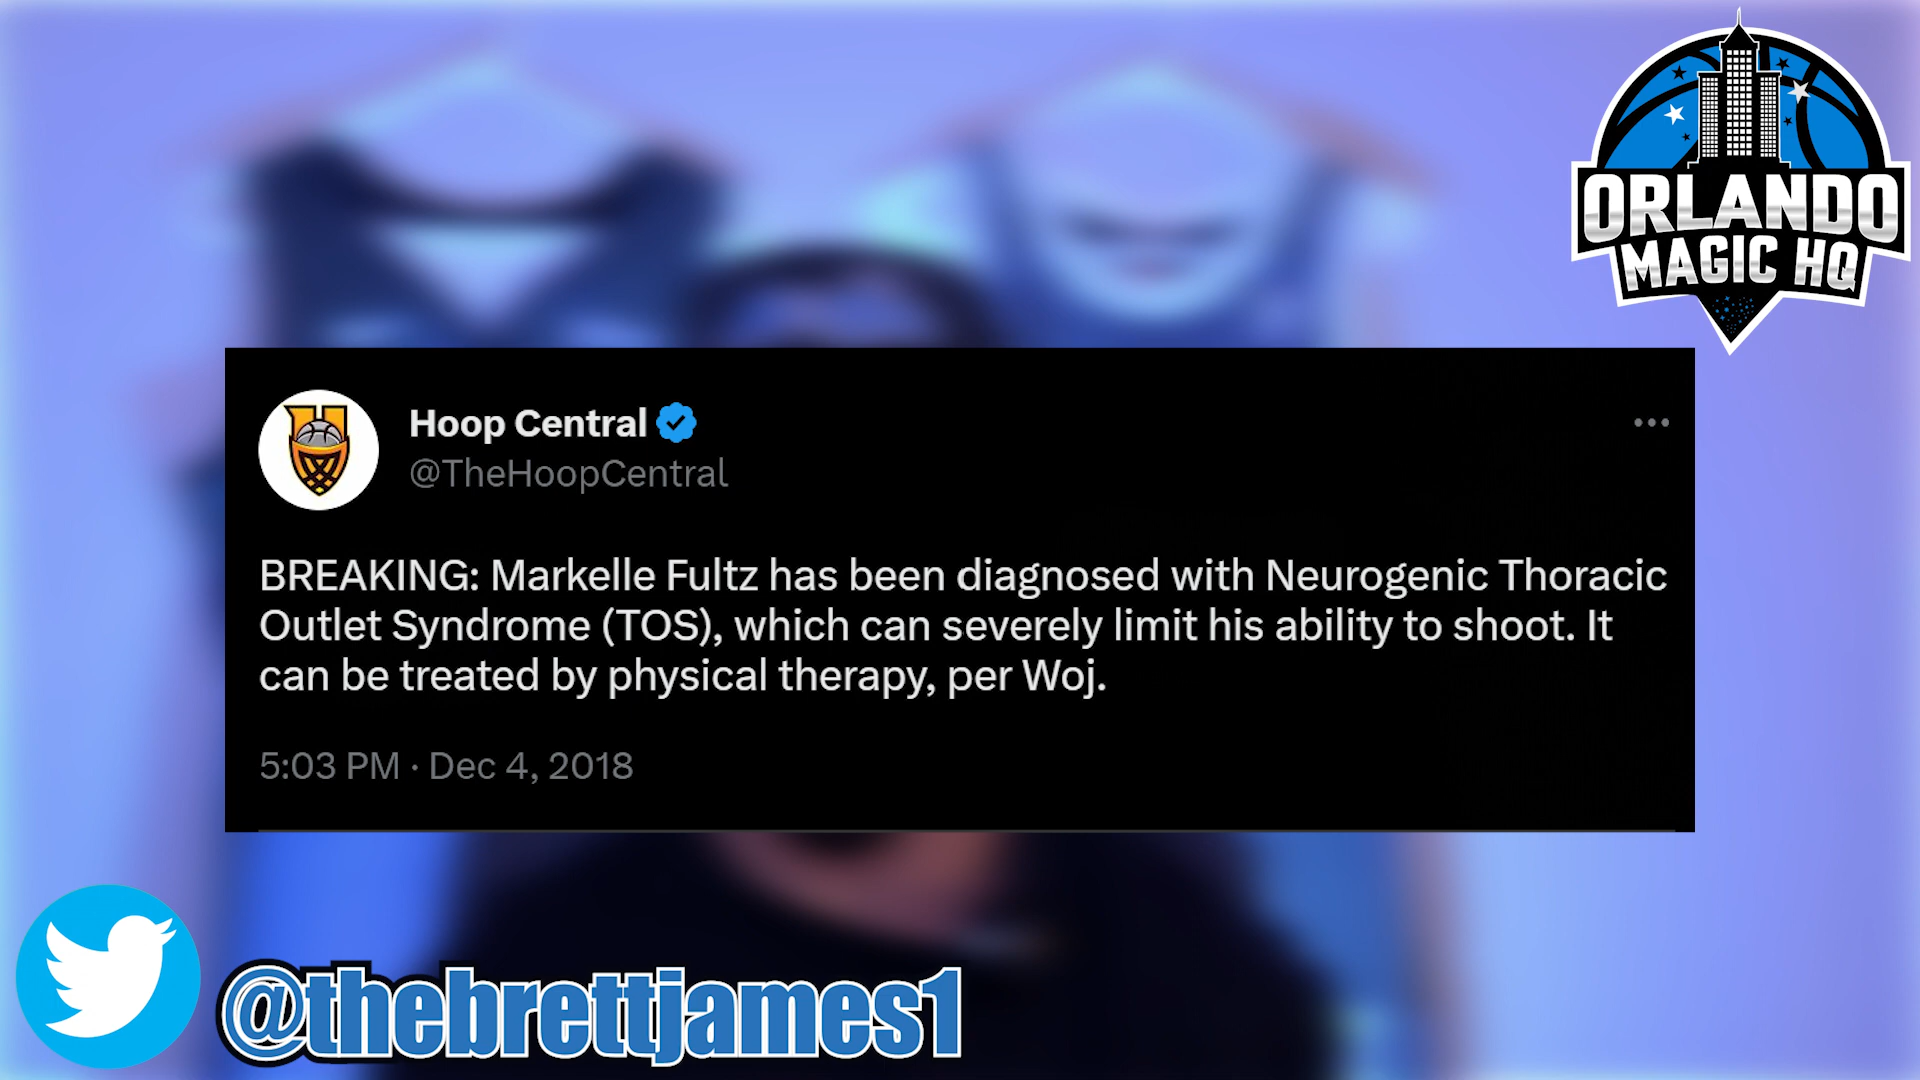 ORLANDO
MAGIC HQ
Hoop Central
@TheHoopCentral
BREAKING: Markelle Fultz has been diagnosed with Neurogenic Thoracic
Outlet Syndrome (TOS), which can severely limit his ability to shoot. It
can be treated by physical therapy, per Woj.
5:03 PM · Dec 4, 2018
@thebrettjames1